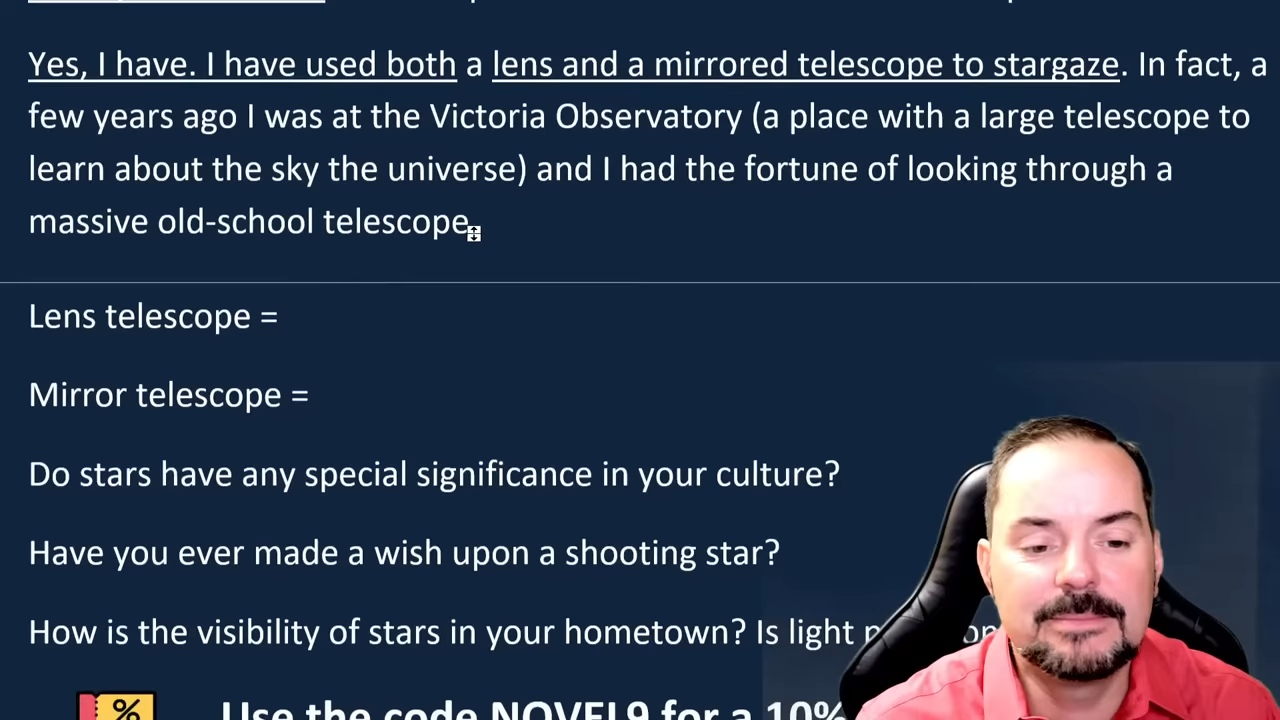 Yes, I have. I have used both a lens and a mirrored telescope to stargaze. In fact, a
few years ago I was at the Victoria Observatory (a place with a large telescope to
learn about the sky the universe) and I had the fortune of looking through a
massive old-school telescope.
Lens telescope =
Mirror telescope =
Do stars have any special significance in your culture?
Have you ever made a wish upon a shooting star?
How is the visibility of stars in your hometown? Is light
%
Use the code NOVEL9 for a 10%